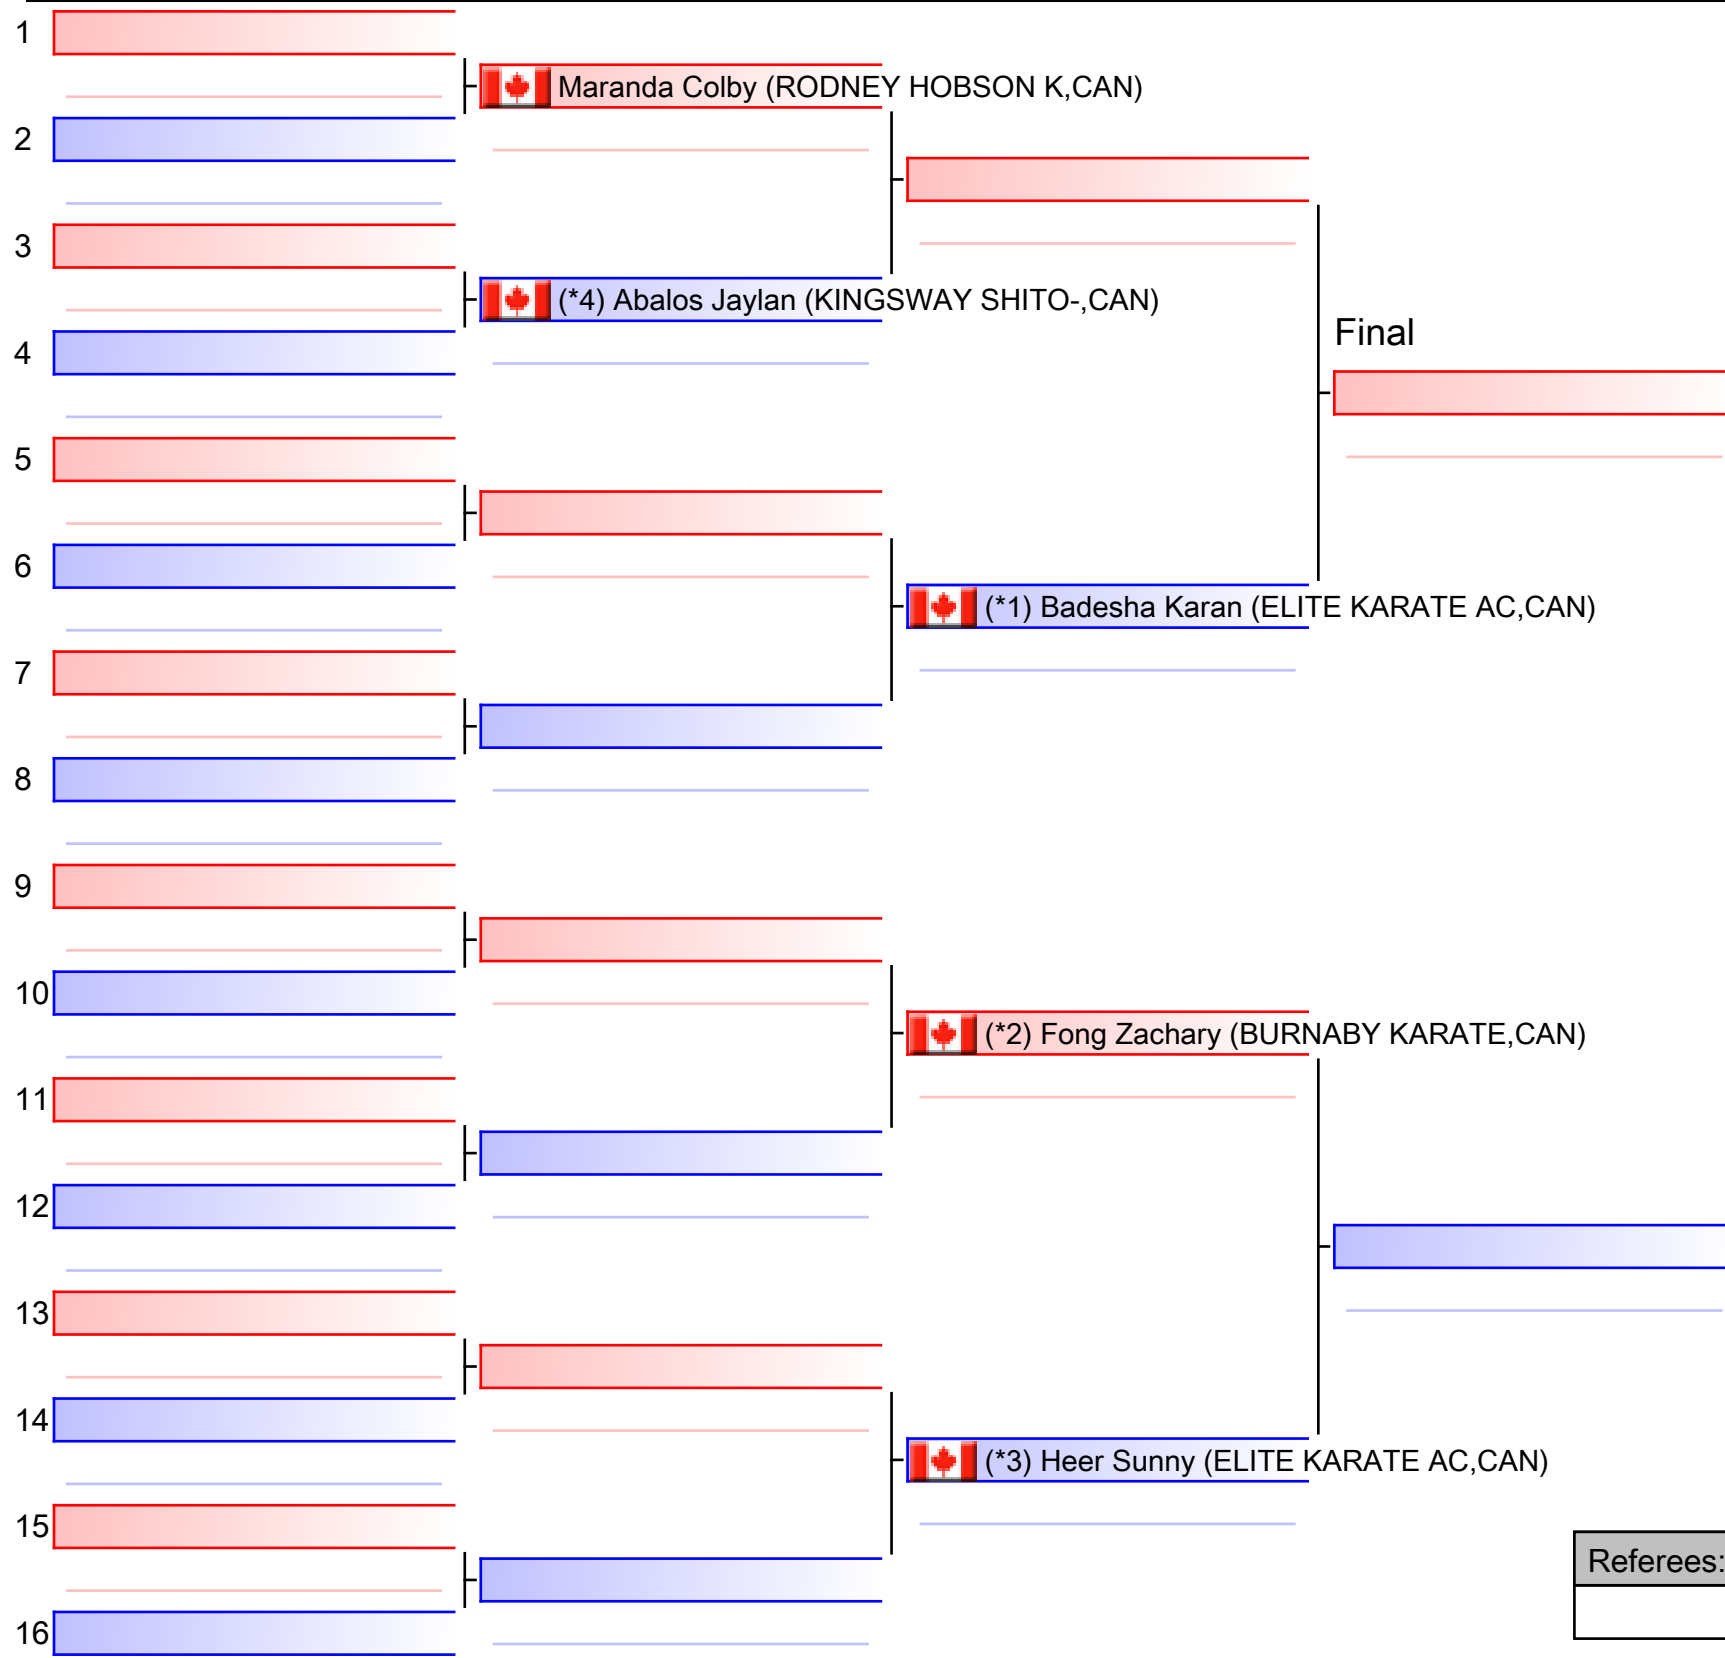 1
Maranda Colby (RODNEY HOBSON K,CAN)
2
3
(*4) Abalos Jaylan (KINGSWAY SHITO-,CAN)
Final
4
5
6
(*1) Badesha Karan (ELITE KARATE AC,CAN)
7
8
9
10
(*2) Fong Zachary (BURNABY KARATE,CAN)
11
12
13
14
(*3) Heer Sunny (ELITE KARATE AC,CAN)
15
Referees:
16